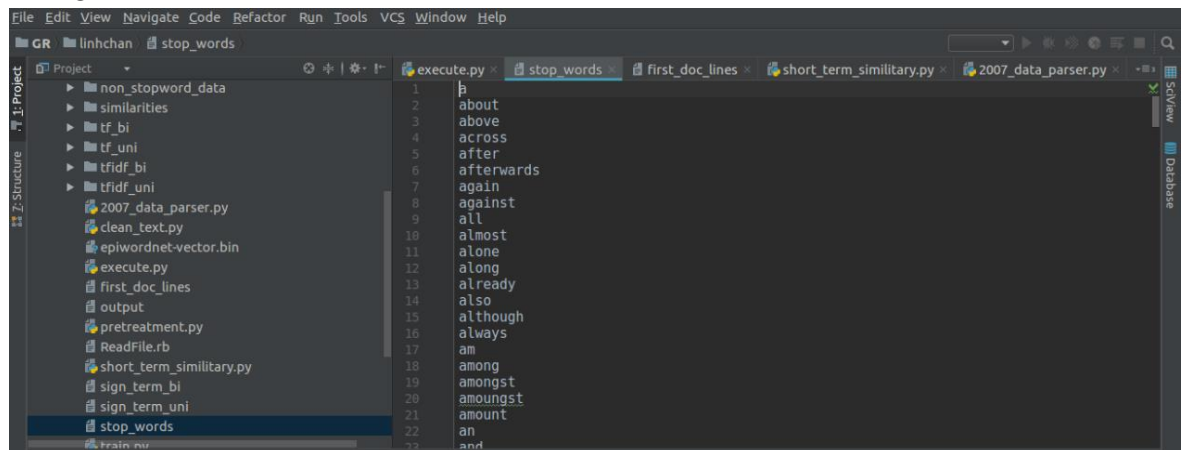 File Edit View Navigate Code Refactor Run Tools VCS Window Help
GR linhchan stop_words
Project execute.py stop_words first_doc_lines short_term_similitary.py 2007_data_parser.py
1: Project
7: Structure
non_stopword_data
similarities
tf_bi
tf_uni
tfidf_bi
tfidf_uni
2007_data_parser.py
clean_text.py
epiwordnet-vector.bin
execute.py
first_doc_lines
output
pretreatment.py
ReadFile.rb
short_term_similitary.py
sign_term_bi
sign_term_uni
stop_words
train.py
1 a
2 about
3 above
4 across
5 after
6 afterwards
7 again
8 against
9 all
10 almost
11 alone
12 along
13 already
14 also
15 although
16 always
17 am
18 among
19 amongst
20 amoungst
21 amount
22 an
23 and
SciView
Database